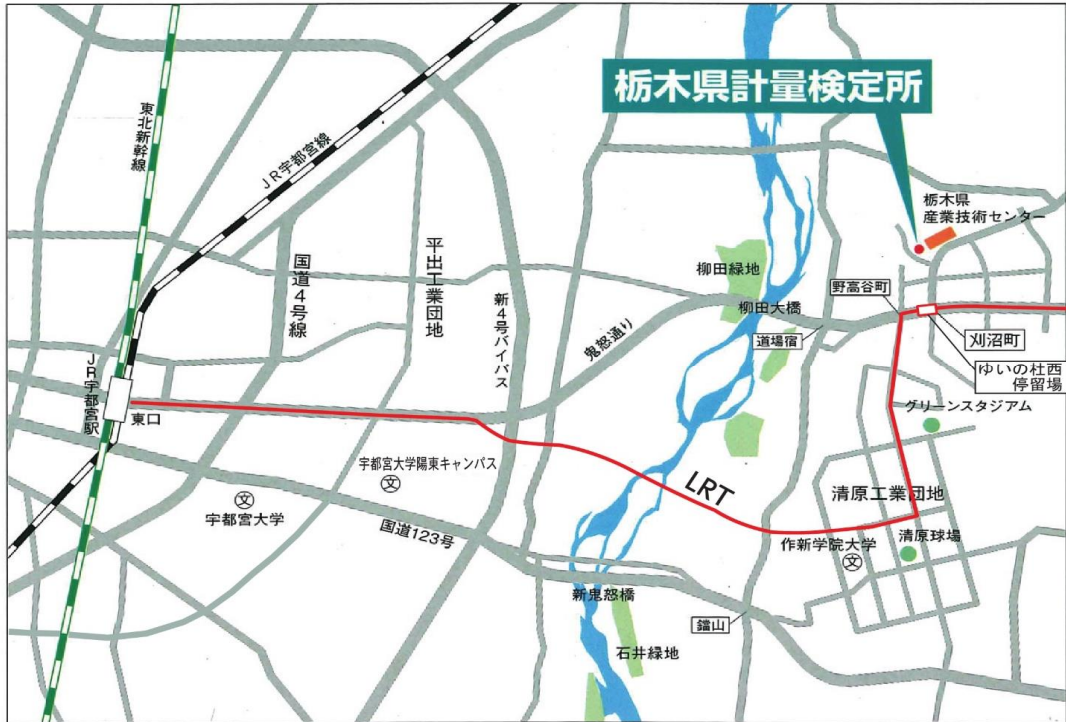 栃木県計量検定所
東北新幹線
JR宇都宮線
栃木県
産業技術センター
国道4号線
平出工業団地
新4号バイパス
柳田緑地
柳田大橋
鬼怒通り
野高谷町
道場宿
刈沼町
ゆいの杜西
停留場
JR宇都宮駅
東口
グリーンスタジアム
宇都宮大学陽東キャンパス
文
文
宇都宮大学
LRT
清原工業団地
国道123号
作新学院大学
文
清原球場
新鬼怒橋
鐺山
石井緑地